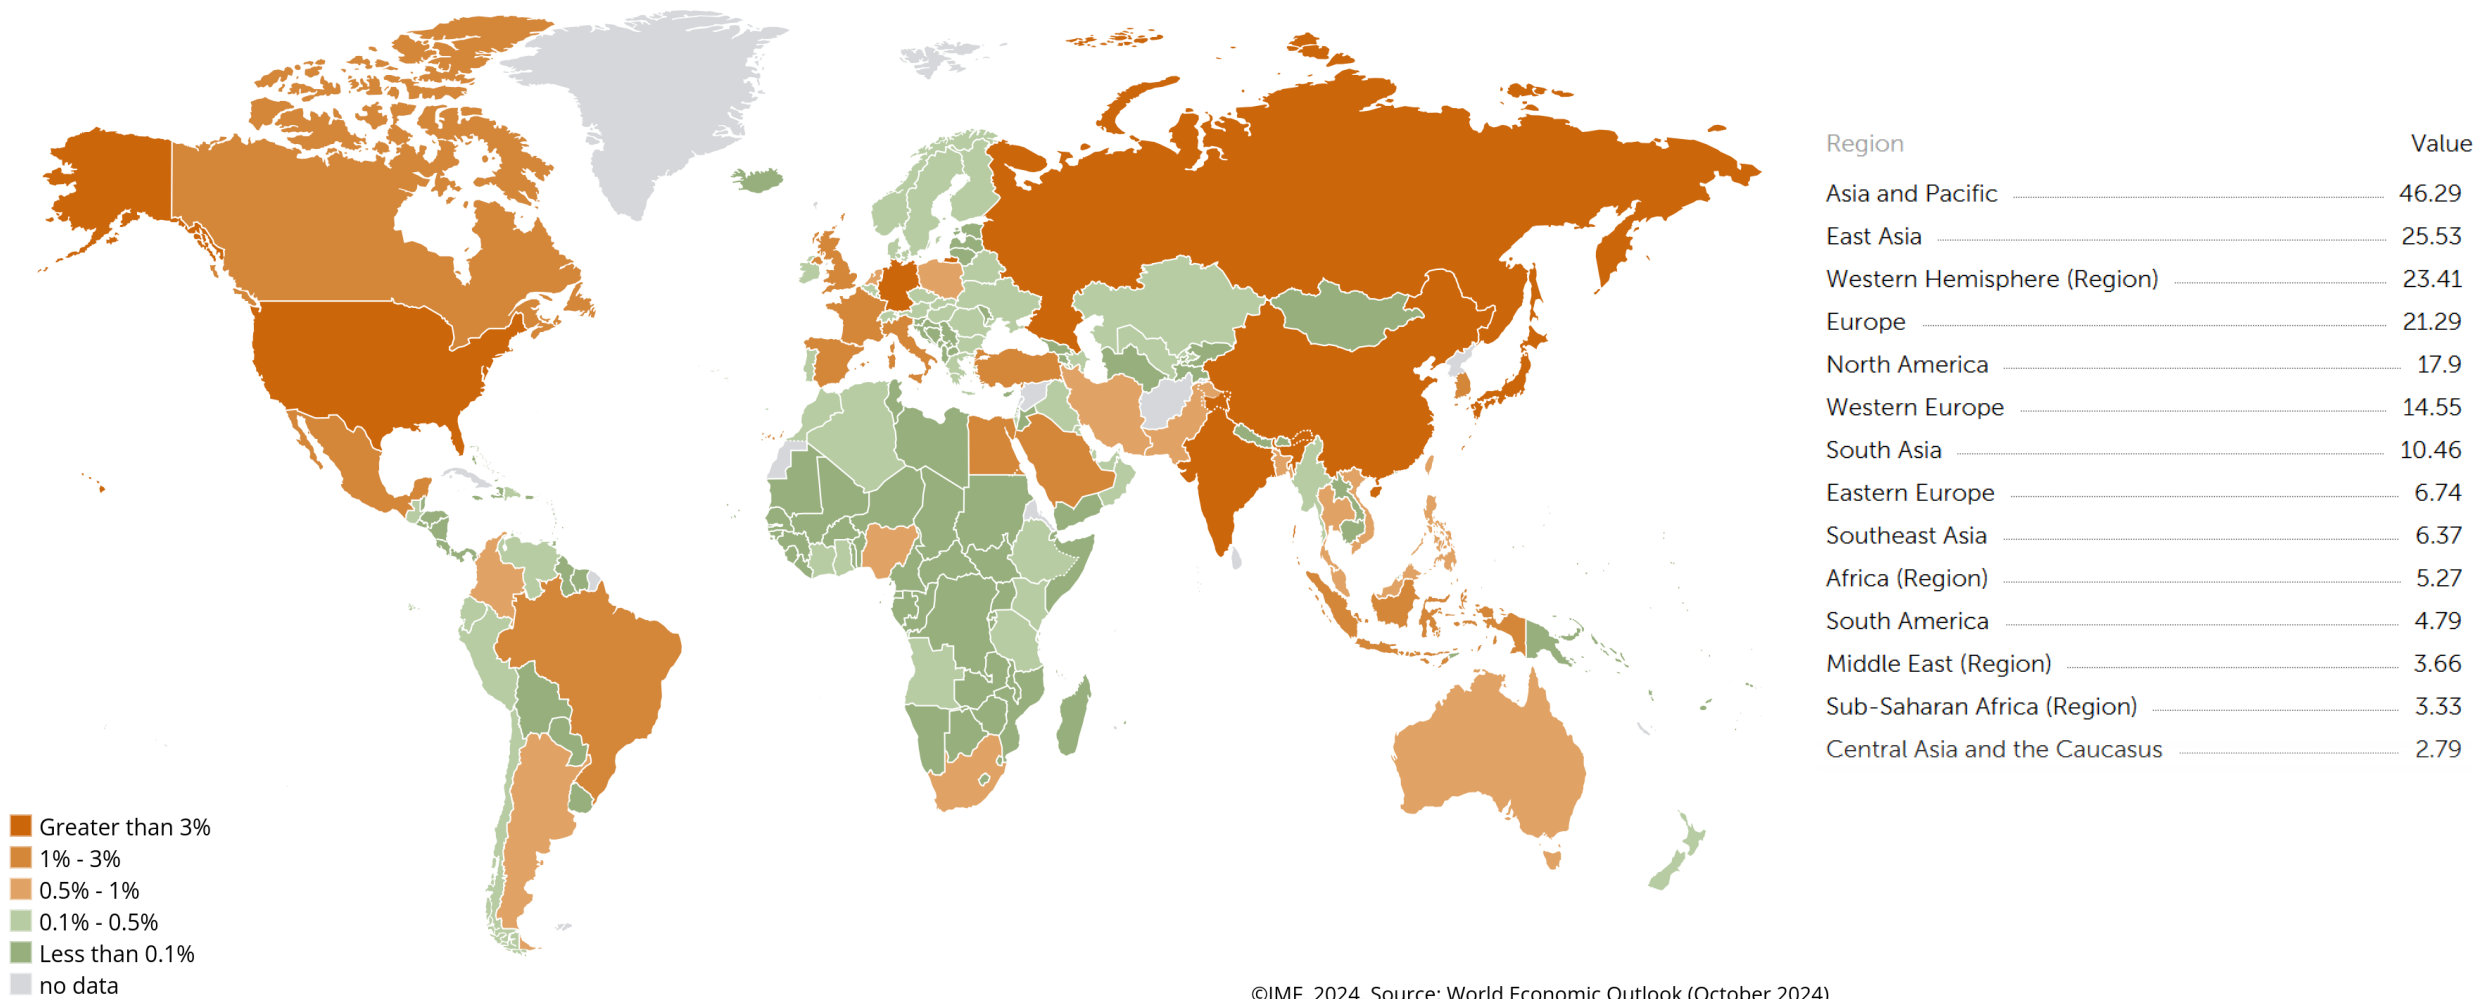 Region Value
Asia and Pacific 46.29
East Asia 25.53
Western Hemisphere (Region) 23.41
Europe 21.29
North America 17.9
Western Europe 14.55
South Asia 10.46
Eastern Europe 6.74
Southeast Asia 6.37
Africa (Region) 5.27
South America 4.79
Middle East (Region) 3.66
Sub-Saharan Africa (Region) 3.33
Central Asia and the Caucasus 2.79
Greater than 3%
1% - 3%
0.5% - 1%
0.1% - 0.5%
Less than 0.1%
no data
©IMF, 2024, Source: World Economic Outlook (October 2024)